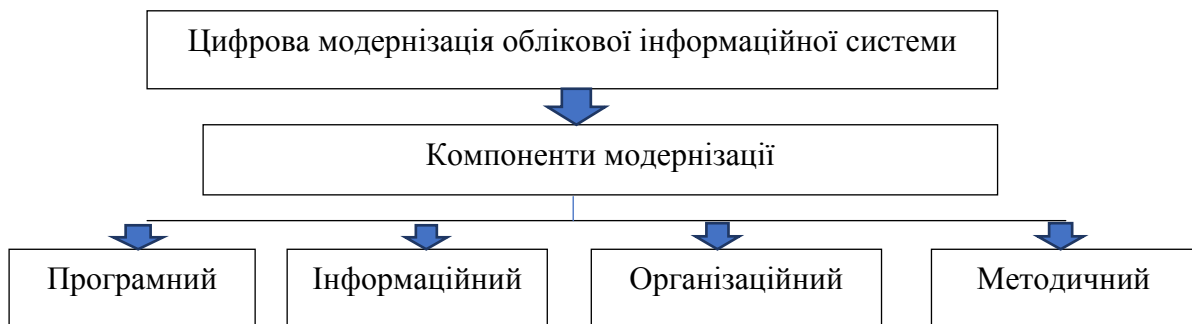 Цифрова модернізація облікової інформаційної системи
Компоненти модернізації
Програмний
Інформаційний
Організаційний
Методичний